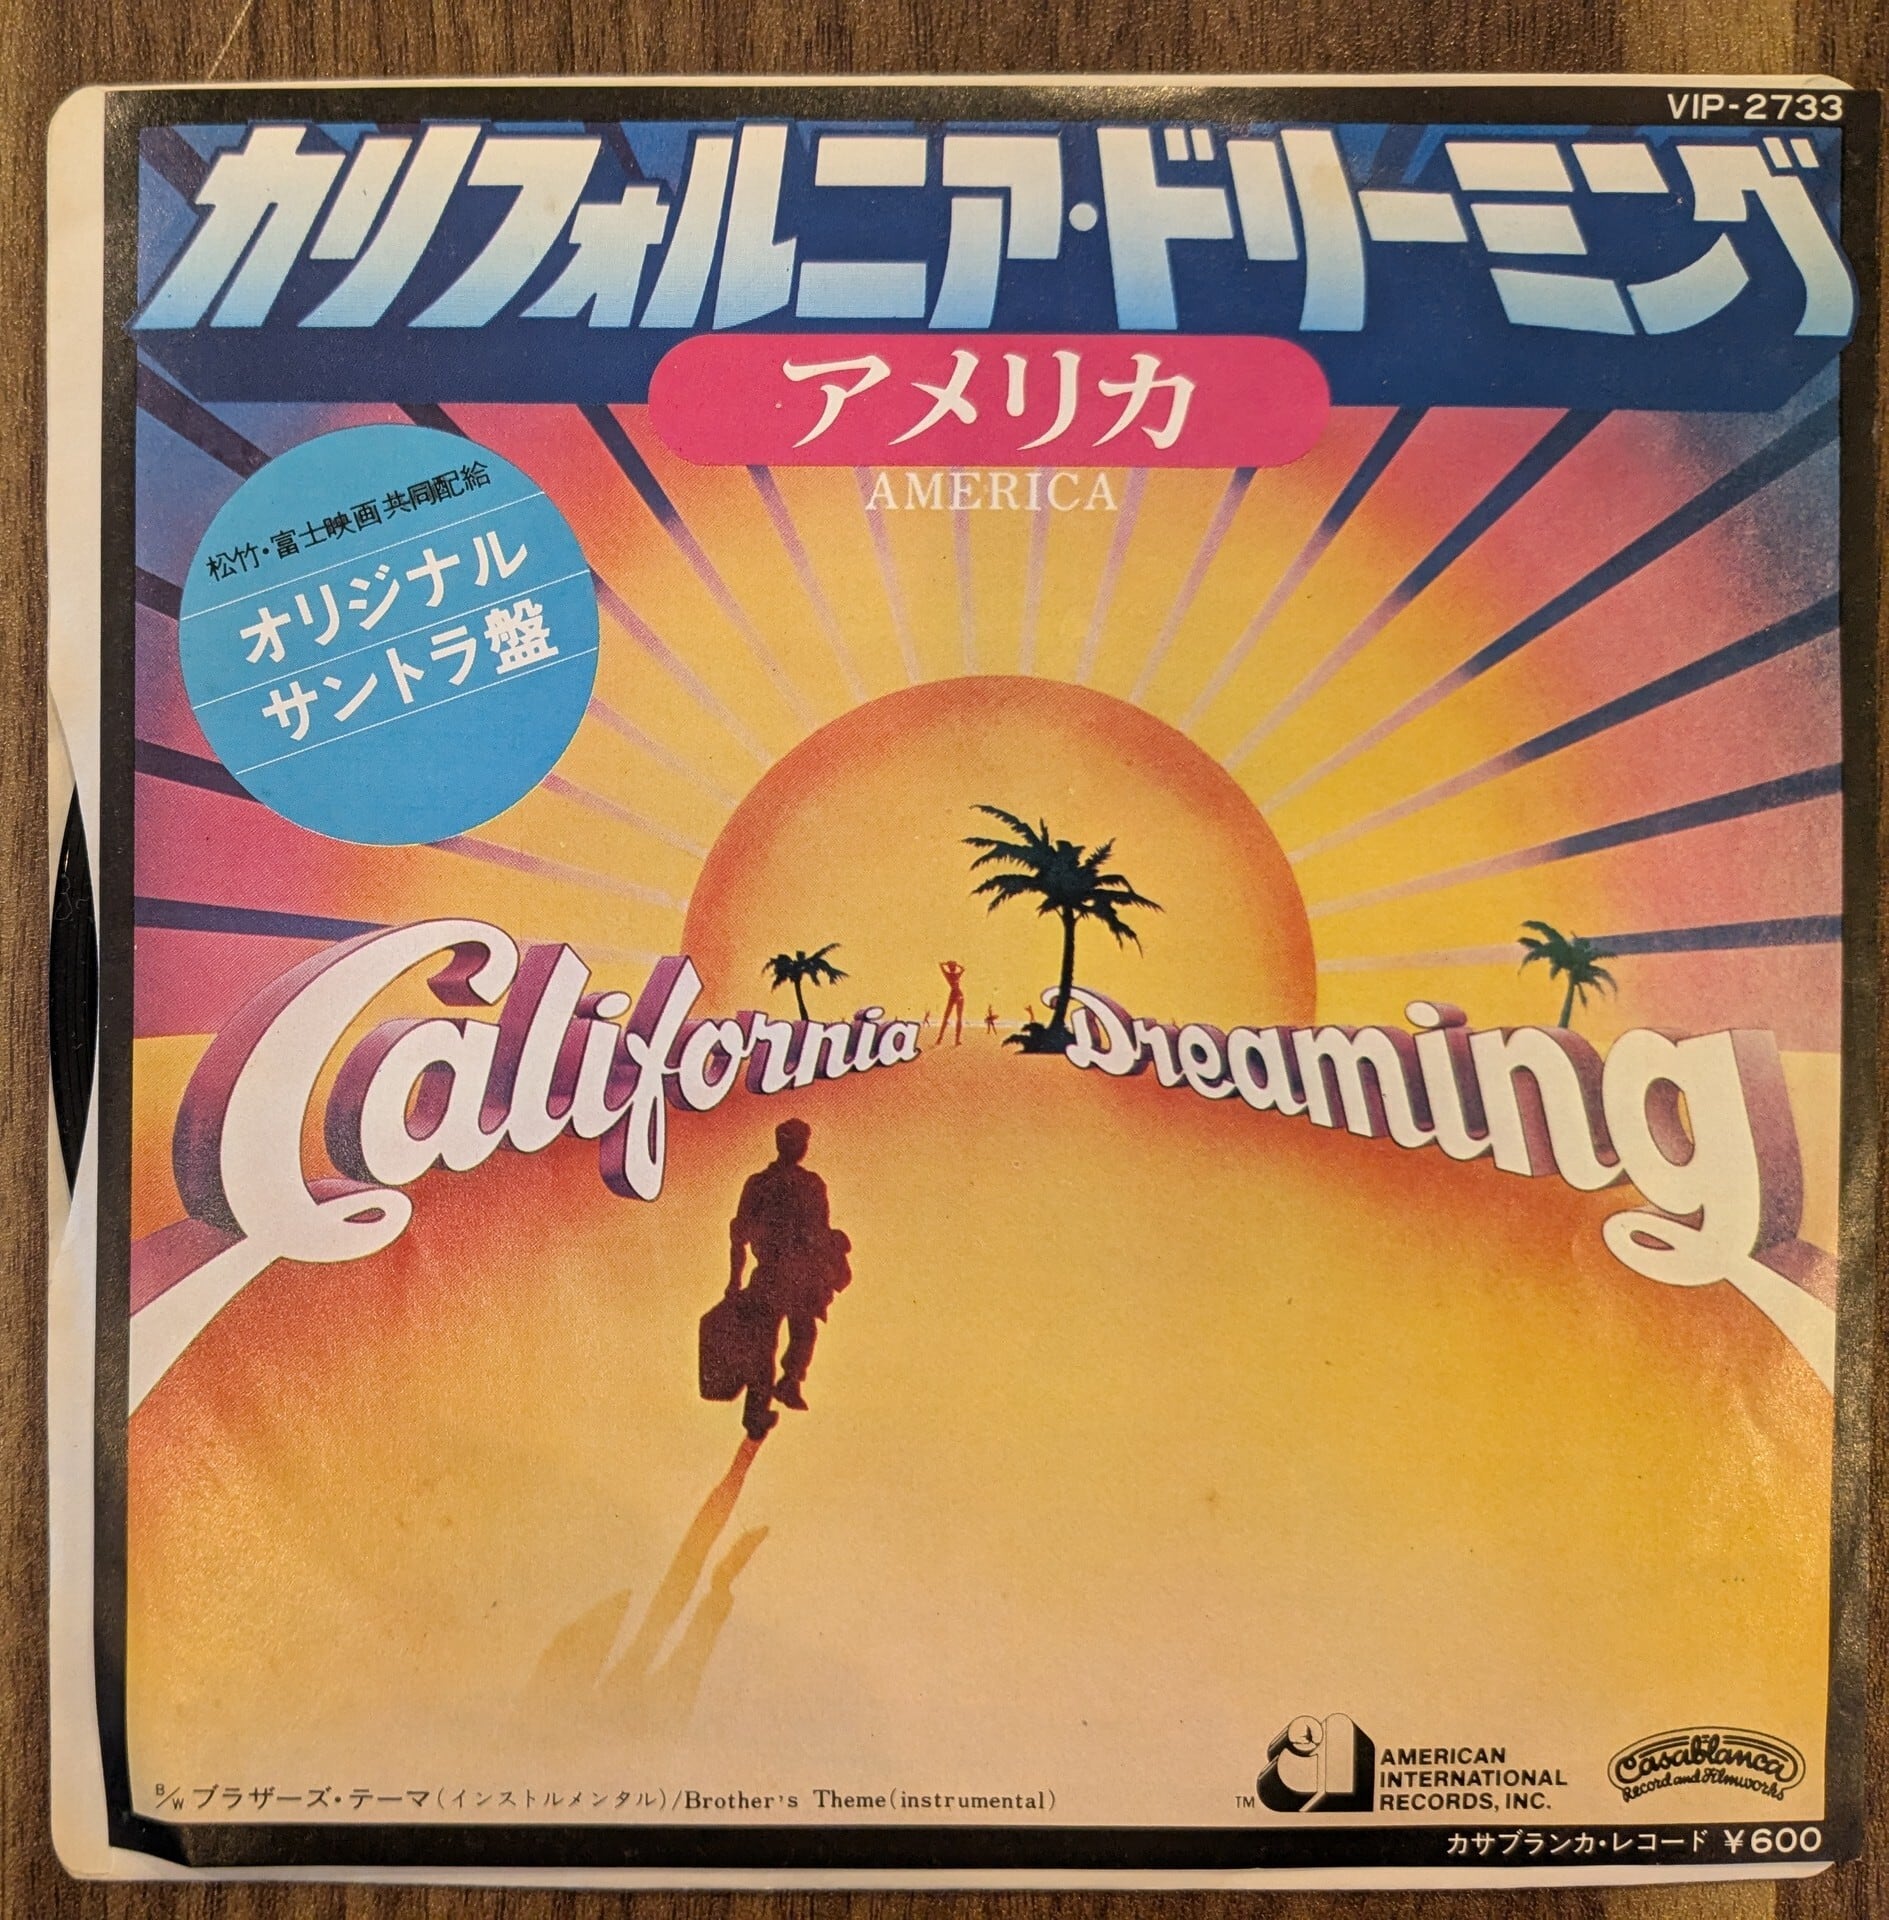 VIP-2733
カリフォルニア・ドリーミング
アメリカ
AMERICA
松竹・富士映画共同配給
オリジナル
サントラ盤
California Dreaming
B/W ブラザーズ・テーマ(インストルメンタル)/Brother's Theme(instrumental)
TM
AMERICAN
INTERNATIONAL
RECORDS, INC.
Casablanca
Record and Filmworks
カサブランカ・レコード ¥600